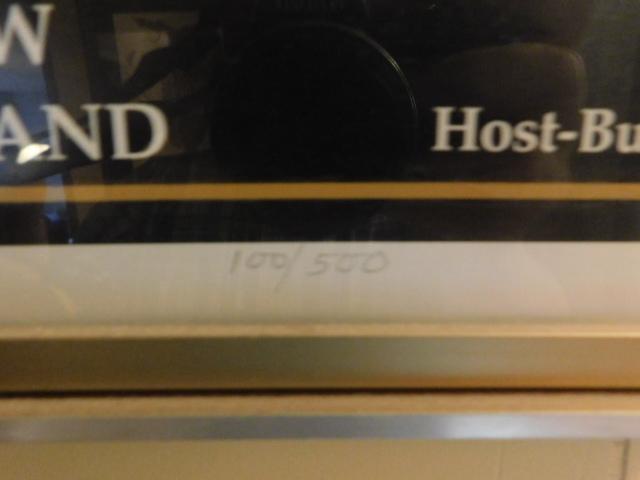 W
AND
Host-Bu
100/500